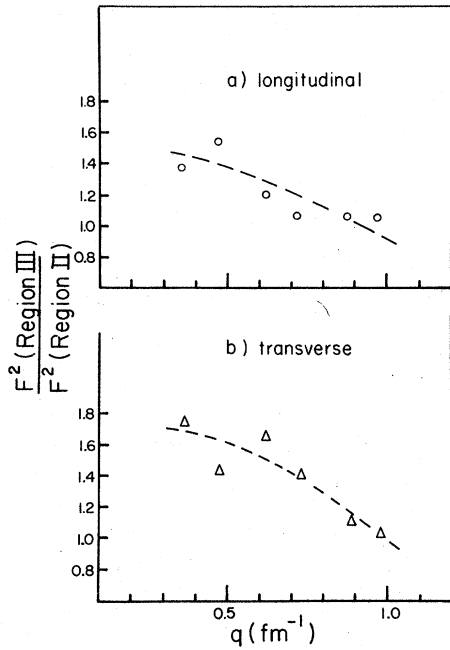 a) longitudinal
1.8
1.6
1.4
1.2
1.0
0.8
F² (Region III)
F² (Region II)
b) transverse
1.8
1.6
1.4
1.2
1.0
0.8
0.5
1.0
q (fm⁻¹)